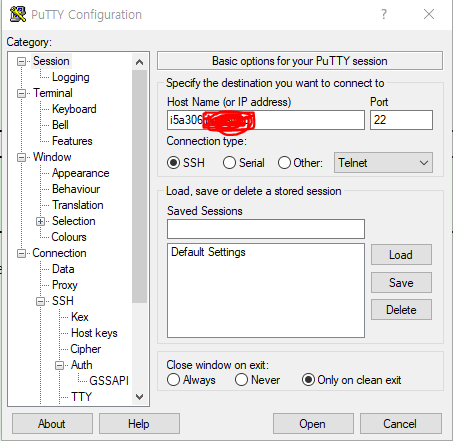 PuTTY Configuration
?
Category:
Session
Logging
Terminal
Keyboard
Bell
Features
Window
Appearance
Behaviour
Translation
Selection
Colours
Connection
Data
Proxy
SSH
Kex
Host keys
Cipher
Auth
GSSAPI
TTY
Basic options for your PuTTY session
Specify the destination you want to connect to
Host Name (or IP address) Port
i5a306 22
Connection type:
SSH Serial Other: Telnet
Load, save or delete a stored session
Saved Sessions
Default Settings
Load
Save
Delete
Close window on exit:
Always Never Only on clean exit
About Help Open Cancel